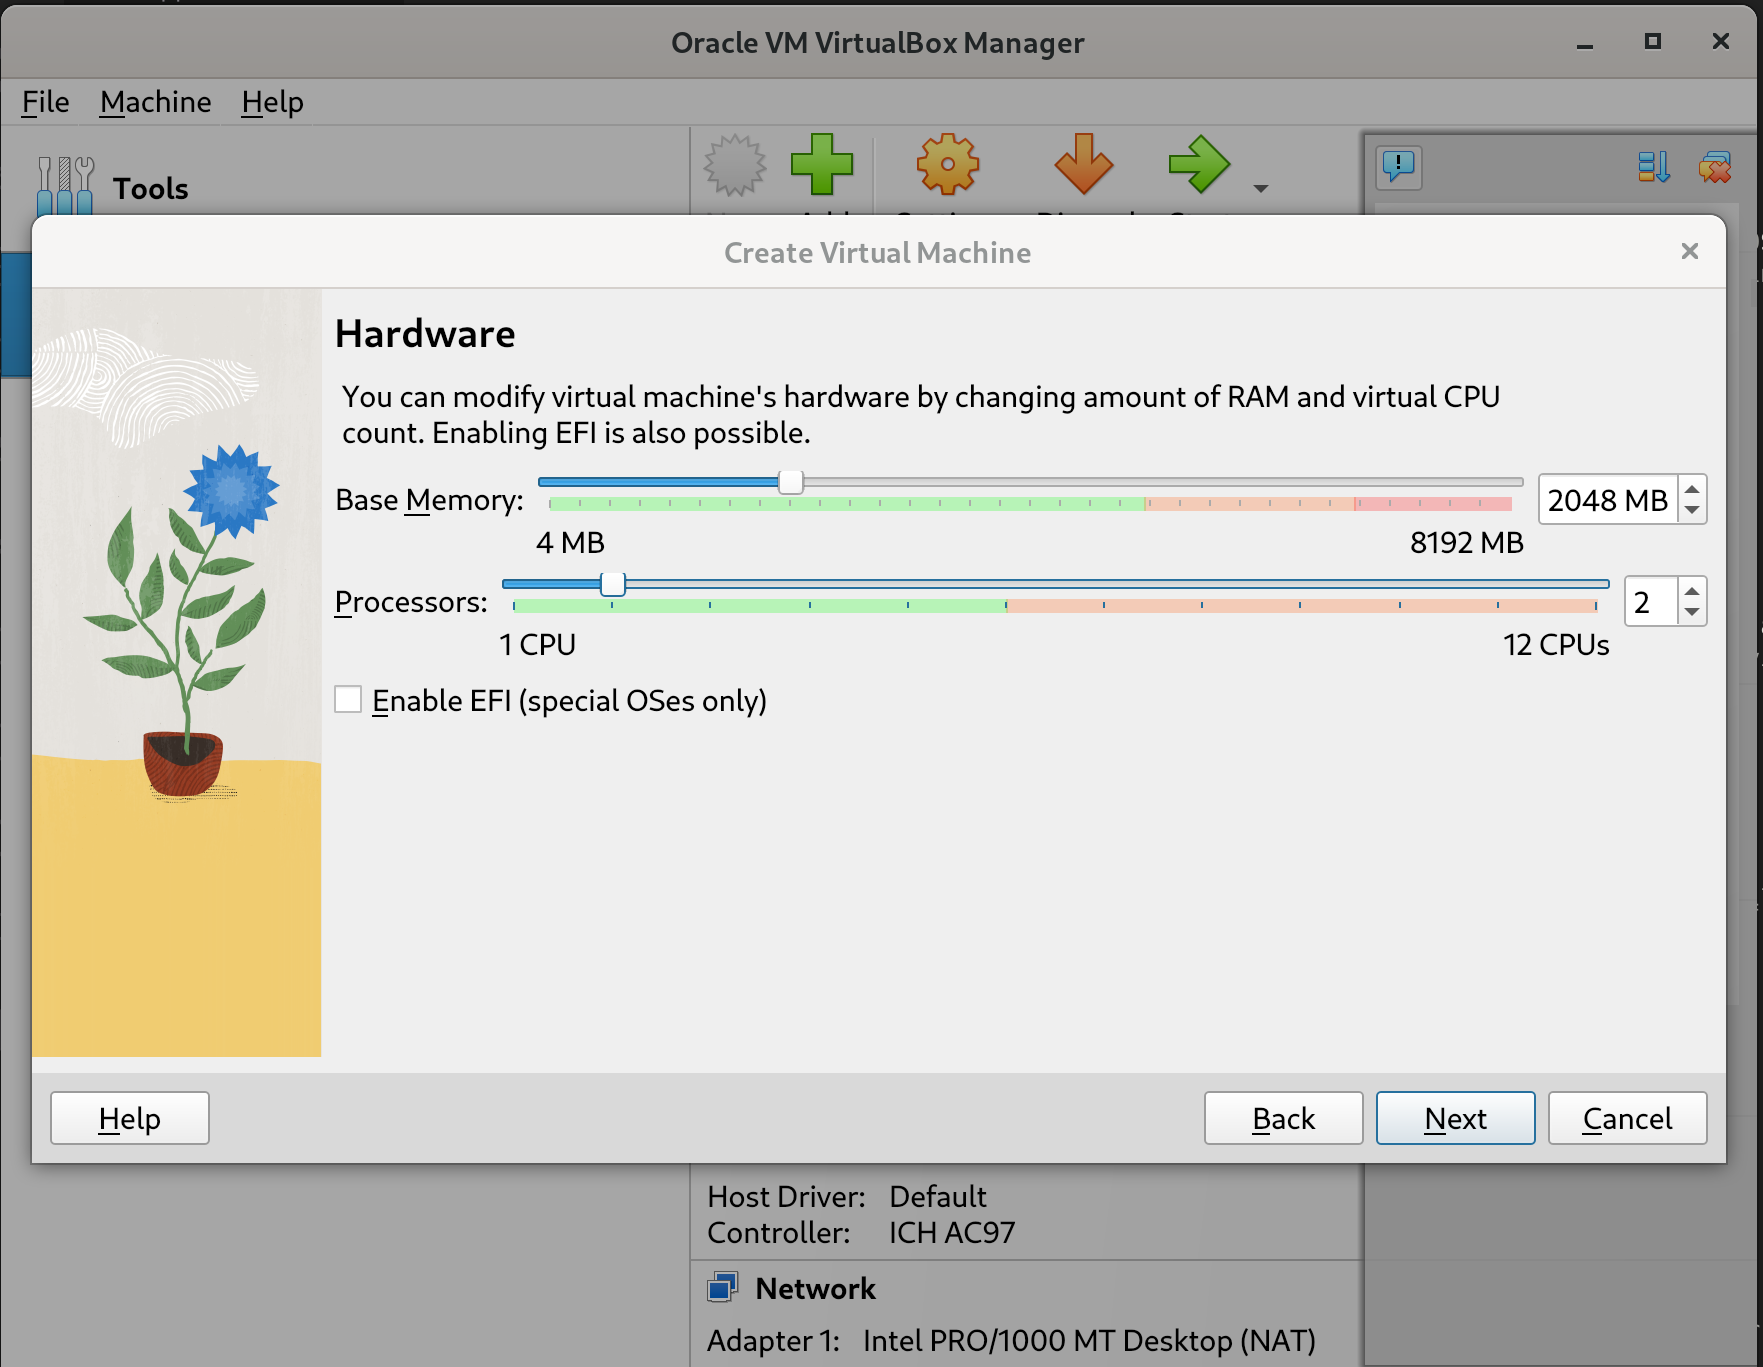 Oracle VM VirtualBox Manager
File Machine Help
Tools
Create Virtual Machine
Hardware
You can modify virtual machine's hardware by changing amount of RAM and virtual CPU
count. Enabling EFI is also possible.
Base Memory:
2048 MB
4 MB 8192 MB
Processors:
2
1 CPU 12 CPUs
Enable EFI (special OSes only)
Help Back Next Cancel
Host Driver: Default
Controller: ICH AC97
Network
Adapter 1: Intel PRO/1000 MT Desktop (NAT)